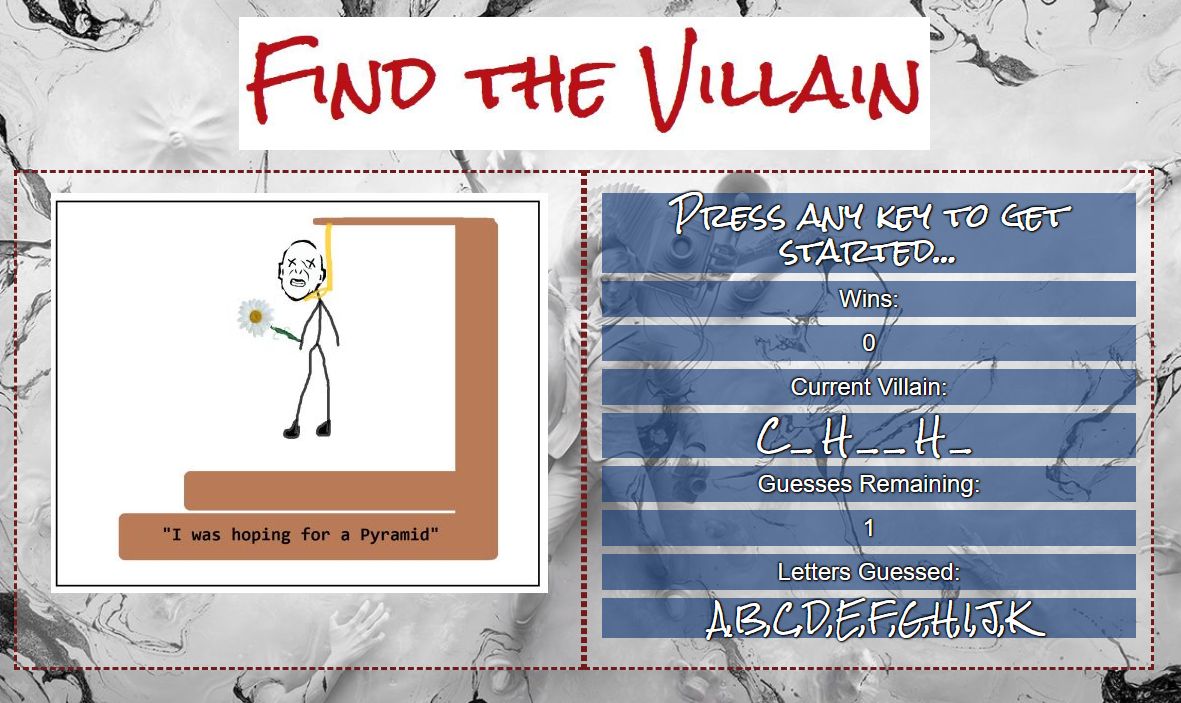 FIND THE VILLAIN
"I was hoping for a Pyramid"
PRESS ANY KEY TO GET
STARTED...
Wins:
0
Current Villain:
C_H__H_
Guesses Remaining:
1
Letters Guessed:
A,B,C,D,E,F,G,H,I,J,K